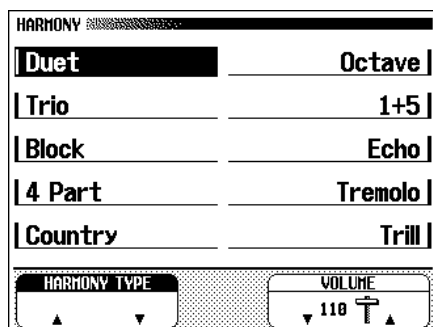 HARMONY
Duet Octave
Trio 1+5
Block Echo
4 Part Tremolo
Country Trill
HARMONY TYPE VOLUME
110